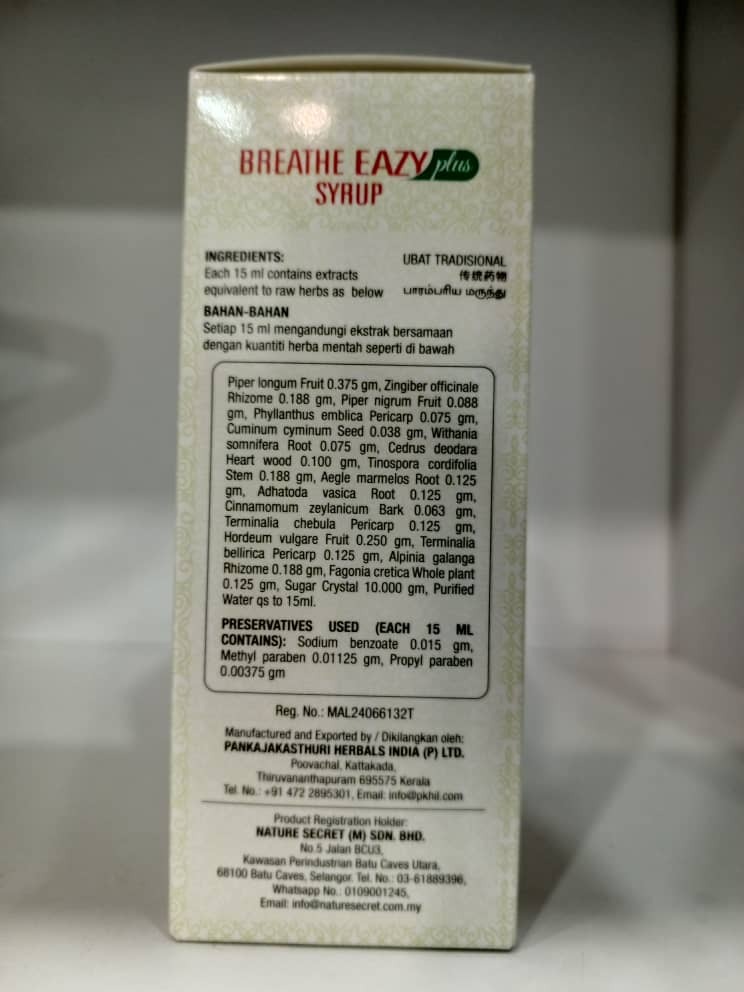 BREATHE EAZY plus
SYRUP
INGREDIENTS:
Each 15 ml contains extracts
equivalent to raw herbs as below
UBAT TRADISIONAL
传统药物
பாரம்பரிய மருந்து
BAHAN-BAHAN
Setiap 15 ml mengandungi ekstrak bersamaan
dengan kuantiti herba mentah seperti di bawah
Piper longum Fruit 0.375 gm, Zingiber officinale
Rhizome 0.188 gm, Piper nigrum Fruit 0.088
gm, Phyllanthus emblica Pericarp 0.075 gm,
Cuminum cyminum Seed 0.038 gm, Withania
somnifera Root 0.075 gm, Cedrus deodara
Heart wood 0.100 gm, Tinospora cordifolia
Stem 0.188 gm, Aegle marmelos Root 0.125
gm, Adhatoda vasica Root 0.125 gm,
Cinnamomum zeylanicum Bark 0.063 gm,
Terminalia chebula Pericarp 0.125 gm,
Hordeum vulgare Fruit 0.250 gm, Terminalia
bellirica Pericarp 0.125 gm, Alpinia galanga
Rhizome 0.188 gm, Fagonia cretica Whole plant
0.125 gm, Sugar Crystal 10.000 gm, Purified
Water qs to 15ml.
PRESERVATIVES USED (EACH 15 ML
CONTAINS): Sodium benzoate 0.015 gm,
Methyl paraben 0.01125 gm, Propyl paraben
0.00375 gm
Reg. No.: MAL24066132T
Manufactured and Exported by / Dikilangkan oleh:
PANKAJAKASTHURI HERBALS INDIA (P) LTD.
Poovachal, Kattakada,
Thiruvananthapuram 695575 Kerala
Tel. No.: +91 472 2895301, Email: info@pkhil.com
Product Registration Holder:
NATURE SECRET (M) SDN. BHD.
No.5 Jalan BCU3,
Kawasan Perindustrian Batu Caves Utara,
68100 Batu Caves, Selangor. Tel. No.: 03-61889396,
Whatsapp No.: 0109001245,
Email: info@naturesecret.com.my